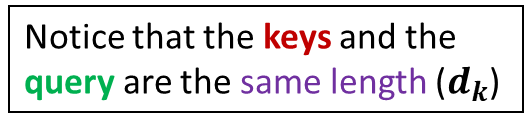 Notice that the keys and the
query are the same length (dₖ)